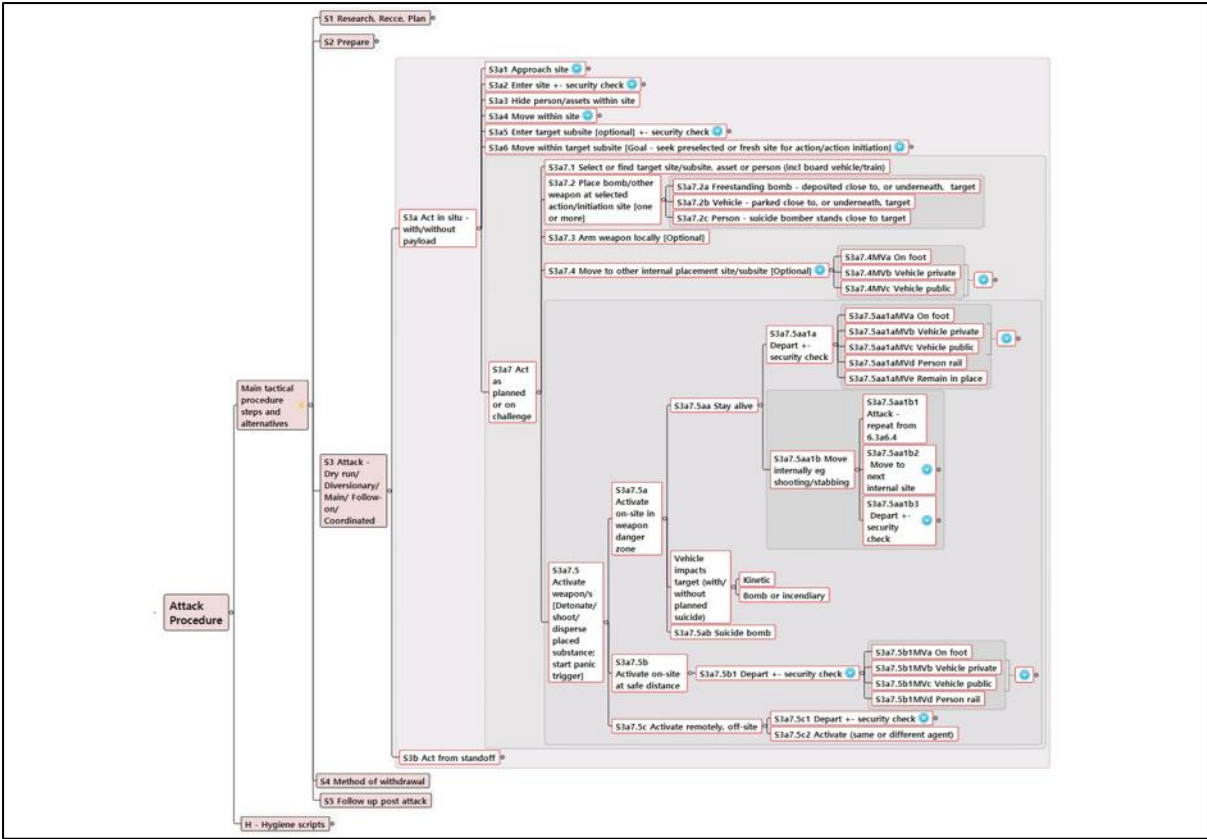 S1 Research, Recce, Plan
S2 Prepare
S3a1 Approach site
S3a2 Enter site +- security check
S3a3 Hide person/assets within site
S3a4 Move within site
S3a5 Enter target subsite [optional] +- security check
S3a6 Move within target subsite [Goal - seek preselected or fresh site for action/action initiation]
S3a7.1 Select or find target site/subsite, asset or person (incl board vehicle/train)
S3a7.2 Place bomb/other
weapon at selected
action/initiation site [one
or more]
S3a7.2a Freestanding bomb - deposited close to, or underneath, target
S3a7.2b Vehicle - parked close to, or underneath, target
S3a7.2c Person - suicide bomber stands close to target
S3a Act in situ -
with/without
payload
S3a7.3 Arm weapon locally [Optional]
S3a7.4 Move to other internal placement site/subsite [Optional]
S3a7.4MVa On foot
S3a7.4MVb Vehicle private
S3a7.4MVc Vehicle public
S3a7 Act
as
planned
or on
challenge
S3a7.5aa1a
Depart +-
security check
S3a7.5aa1aMVa On foot
S3a7.5aa1aMVb Vehicle private
S3a7.5aa1aMVc Vehicle public
S3a7.5aa1aMVd Person rail
S3a7.5aa1aMVe Remain in place
Main tactical
procedure
steps and
alternatives
S3a7.5aa Stay alive
S3a7.5aa1b Move
internally eg
shooting/stabbing
S3a7.5aa1b1
Attack -
repeat from
6.3a6.4
S3a7.5aa1b2
Move to
next
internal site
S3a7.5aa1b3
Depart +-
security
check
S3 Attack -
Dry run/
Diversionary/
Main/ Follow-
on/
Coordinated
S3a7.5a
Activate
on-site in
weapon
danger
zone
Vehicle
impacts
target (with/
without
planned
suicide)
Kinetic
Bomb or incendiary
S3a7.5ab Suicide bomb
S3a7.5
Activate
weapon/s
[Detonate/
shoot/
disperse
placed
substance;
start panic
trigger]
Attack
Procedure
S3a7.5b
Activate on-site
at safe distance
S3a7.5b1 Depart +- security check
S3a7.5b1MVa On foot
S3a7.5b1MVb Vehicle private
S3a7.5b1MVc Vehicle public
S3a7.5b1MVd Person rail
S3a7.5c Activate remotely, off-site
S3a7.5c1 Depart +- security check
S3a7.5c2 Activate (same or different agent)
S3b Act from standoff
S4 Method of withdrawal
S5 Follow up post attack
H - Hygiene scripts